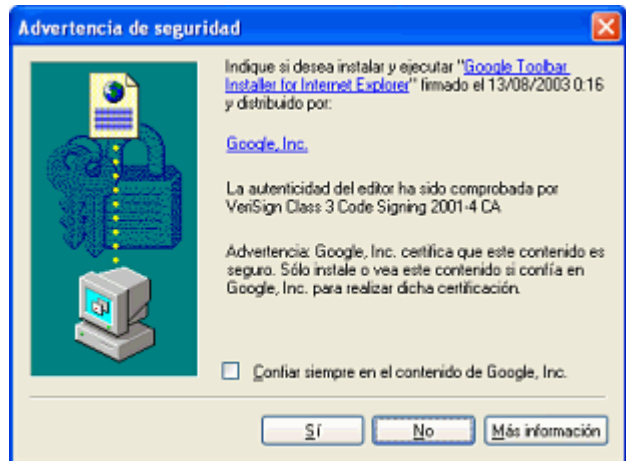 Advertencia de seguridad
Indique si desea instalar y ejecutar "Google Toolbar
Installer for Internet Explorer" firmado el 13/08/2003 0:16
y distribuido por:
Google, Inc.
La autenticidad del editor ha sido comprobada por
VeriSign Class 3 Code Signing 2001-4 CA
Advertencia: Google, Inc. certifica que este contenido es
seguro. Sólo instale o vea este contenido si confía en
Google, Inc. para realizar dicha certificación.
Confiar siempre en el contenido de Google, Inc.
Sí
No
Más información